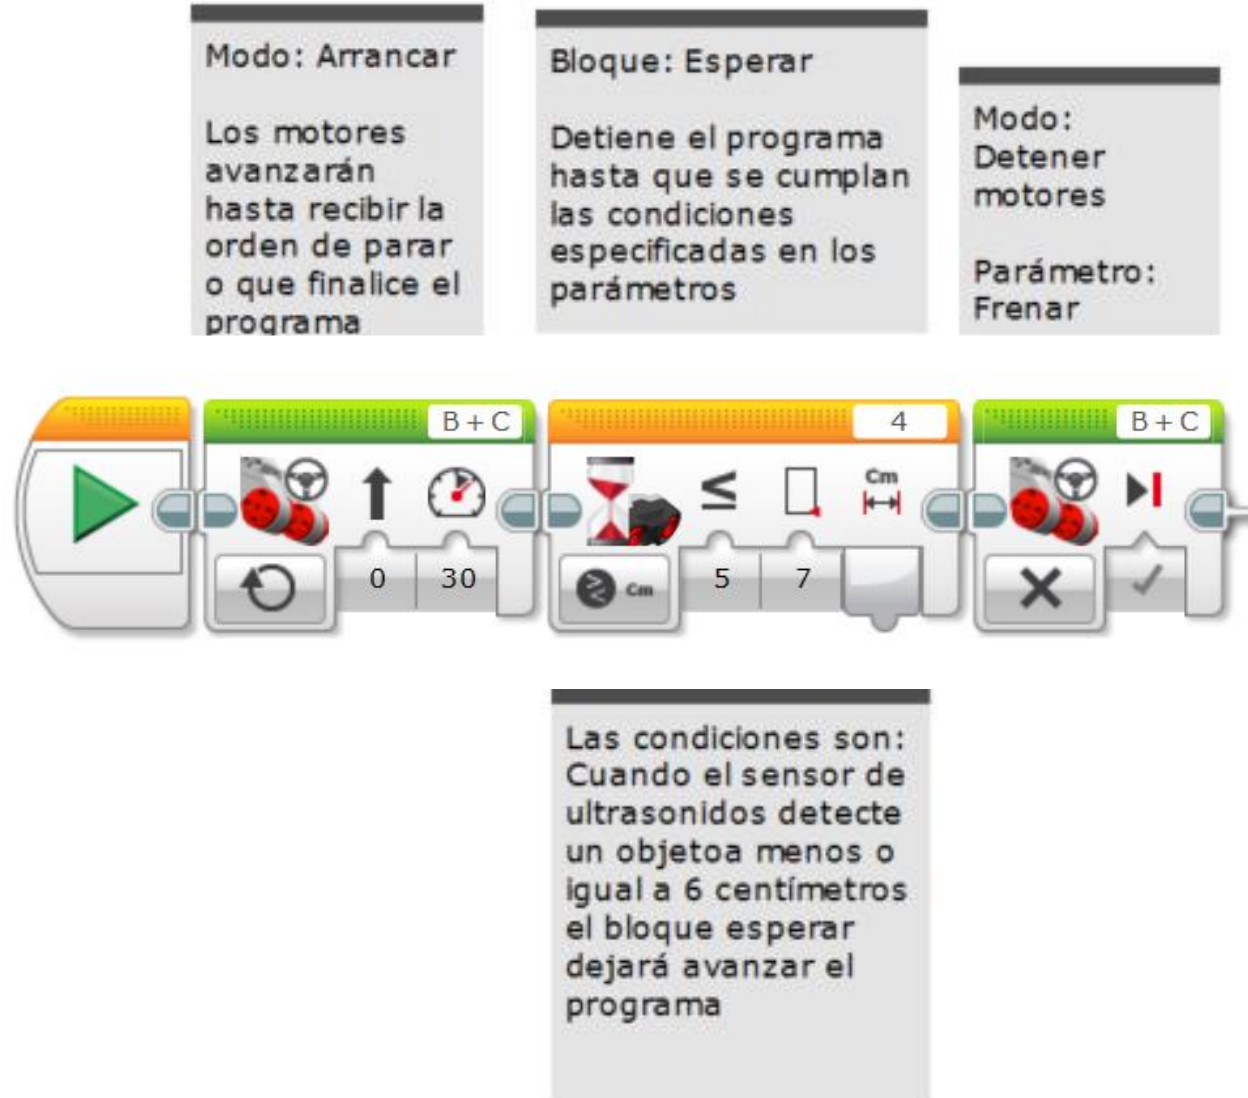 Modo: Arrancar
Los motores
avanzarán
hasta recibir la
orden de parar
o que finalice el
programa
Bloque: Esperar
Detiene el programa
hasta que se cumplan
las condiciones
especificadas en los
parámetros
Modo:
Detener
motores
Parámetro:
Frenar
B + C
4
B + C
Cm
0 30
Cm
5 7
Las condiciones son:
Cuando el sensor de
ultrasonidos detecte
un objetoa menos o
igual a 6 centímetros
el bloque esperar
dejará avanzar el
programa